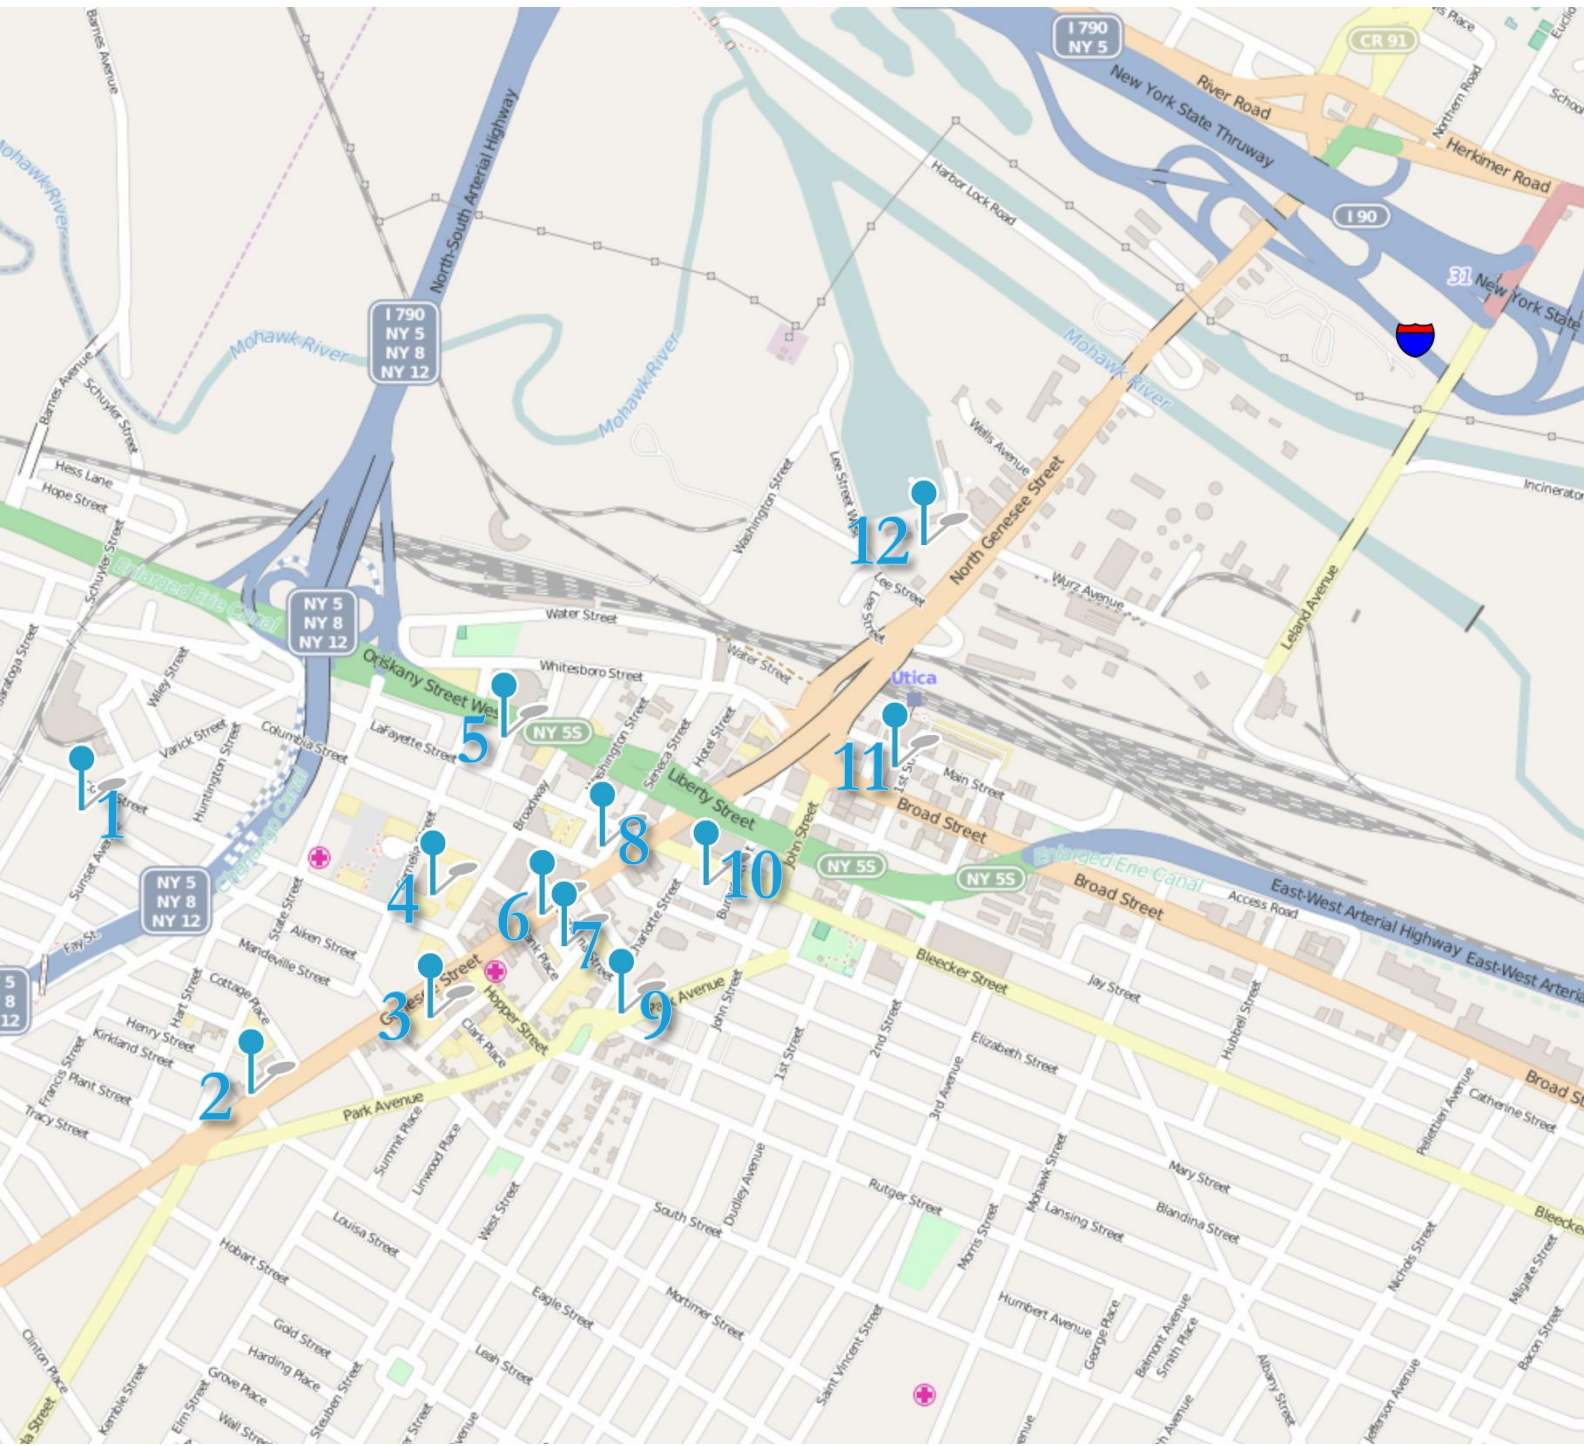 Barnes Avenue
Mohawk River
North-South Arterial Highway
I 790
NY 5
New York State Thruway
River Road
CR 91
Northern Road
Herkimer Road
Harbor Lock Road
I 90
31
New York State
I 790
NY 5
NY 8
NY 12
Mohawk River
Mohawk River
Mohawk River
Barnes Avenue
Schuyler Street
Hess Lane
Hope Street
Schuyler Street
Enlarged Erie Canal
Washington Street
Wells Avenue
North Genesee Street
Incinerator
12
Lee Street
Lee Street
Wurz Avenue
Leland Avenue
NY 5
NY 8
NY 12
Water Street
Water Street
Whitesboro Street
Oriskany Street West
Utica
Wiley Street
Varick Street
Columbia Street
LaFayette Street
5
NY 5S
Washington Street
Seneca Street
Hotel Street
11
Main Street
Huntington Street
1
Broadway
Liberty Street
Broad Street
John Street
8
NY 5S
NY 5S
Enlarged Erie Canal
Chenango Canal
4
6
7
10
Broad Street
Access Road
East-West Arterial Highway
East-West Arteria
NY 5
NY 8
NY 12
Fay St.
State Street
Aiken Street
Mandeville Street
Charlotte Street
Bleecker Street
Jay Street
Hubbell Street
5
8
12
Hart Street
Cottage Place
3
Genesee Street
Hopper Street
Clark Place
9
Park Avenue
John Street
1st Street
2nd Street
Elizabeth Street
3rd Avenue
Broad St
Henry Street
Kirkland Street
Francis Street
Plant Street
Tracy Street
2
Park Avenue
Summit Place
Linwood Place
Pellettieri Avenue
Catherine Street
West Street
South Street
Dudley Avenue
Rutger Street
Morris Street
Mohawk Street
Lansing Street
Mary Street
Blandina Street
Bleecke
Louisa Street
Hobart Street
Eagle Street
Mortimer Street
Nichols Street
Milgate Street
Humbert Avenue
George Place
Belmont Avenue
Smith Place
Bacon Street
Clinton Place
Gold Street
Harding Place
Grove Place
Wall Stree
Kemble Street
Elm Street
Steuben Street
Leah Street
Saint Vincent Street
Albany Street
Jefferson Avenue